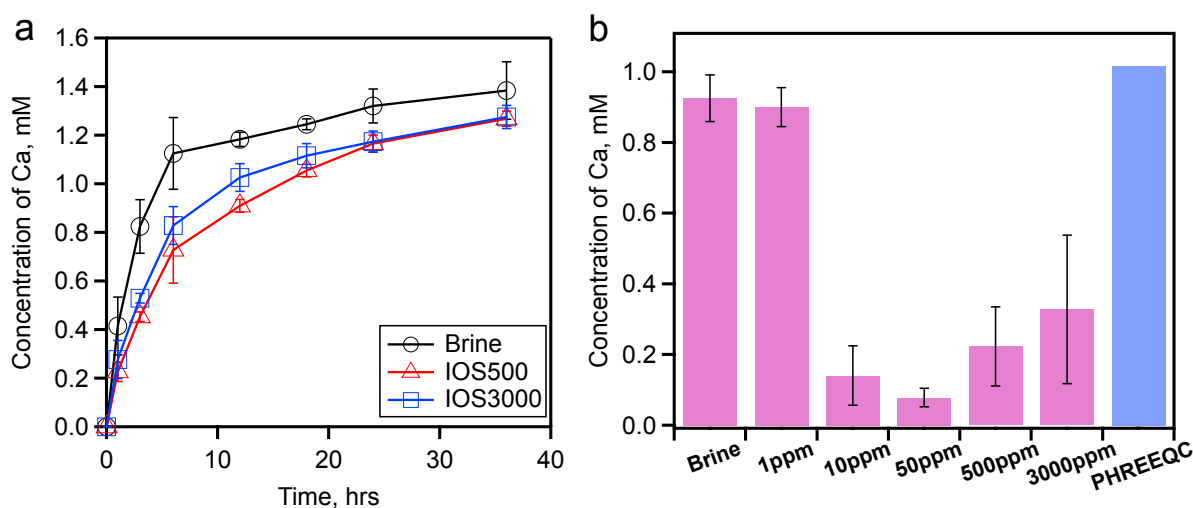 a
Concentration of Ca, mM
1.6
1.4
1.2
1.0
0.8
0.6
0.4
0.2
0.0
Brine
IOS500
IOS3000
0 10 20 30 40
Time, hrs
b
Concentration of Ca, mM
1.0
0.8
0.6
0.4
0.2
0.0
Brine 1ppm 10ppm 50ppm 500ppm 3000ppm PHREEQC